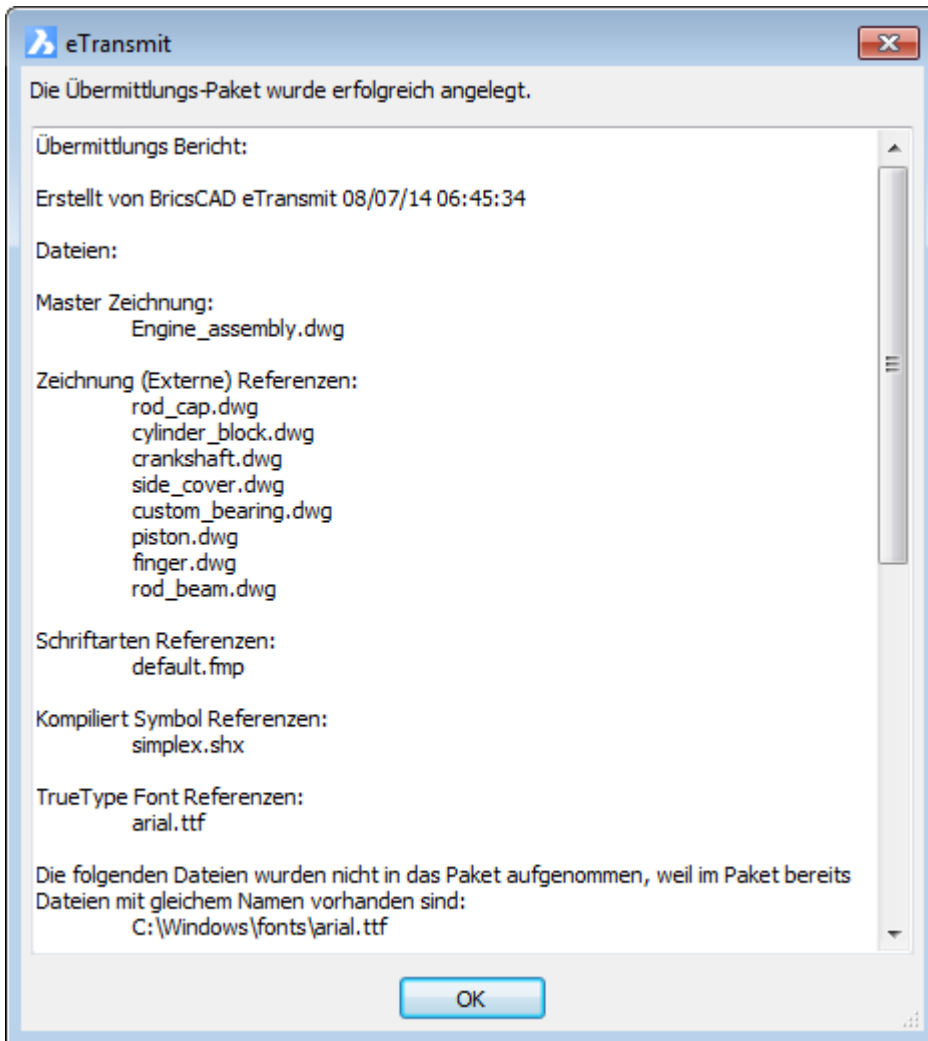 eTransmit
Die Übermittlungs-Paket wurde erfolgreich angelegt.
Übermittlungs Bericht:
Erstellt von BricsCAD eTransmit 08/07/14 06:45:34
Dateien:
Master Zeichnung:
Engine_assembly.dwg
Zeichnung (Externe) Referenzen:
rod_cap.dwg
cylinder_block.dwg
crankshaft.dwg
side_cover.dwg
custom_bearing.dwg
piston.dwg
finger.dwg
rod_beam.dwg
Schriftarten Referenzen:
default.fmp
Kompiliert Symbol Referenzen:
simplex.shx
TrueType Font Referenzen:
arial.ttf
Die folgenden Dateien wurden nicht in das Paket aufgenommen, weil im Paket bereits
Dateien mit gleichem Namen vorhanden sind:
C:\Windows\fonts\arial.ttf
OK